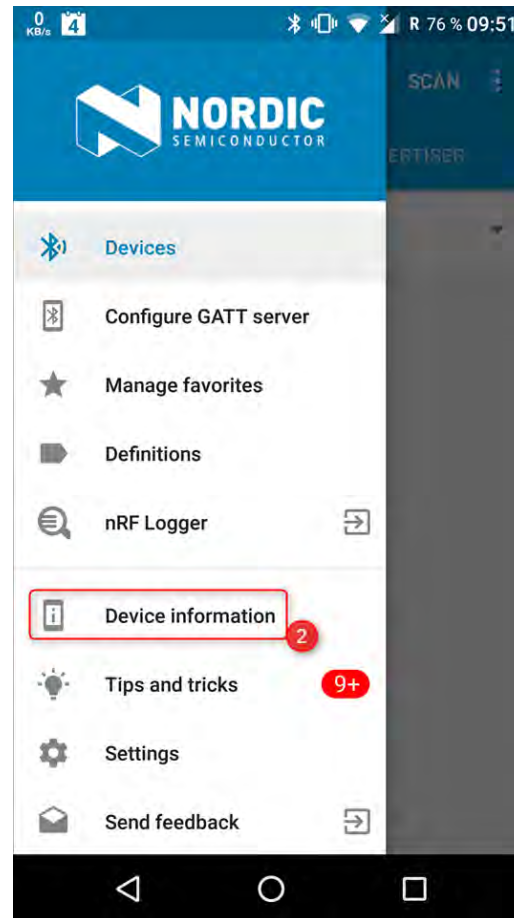 0 KB/s 4 R 76 % 09:51
SCAN
NORDIC
SEMICONDUCTOR
ERTISER
Devices
Configure GATT server
Manage favorites
Definitions
nRF Logger
Device information
2
Tips and tricks 9+
Settings
Send feedback